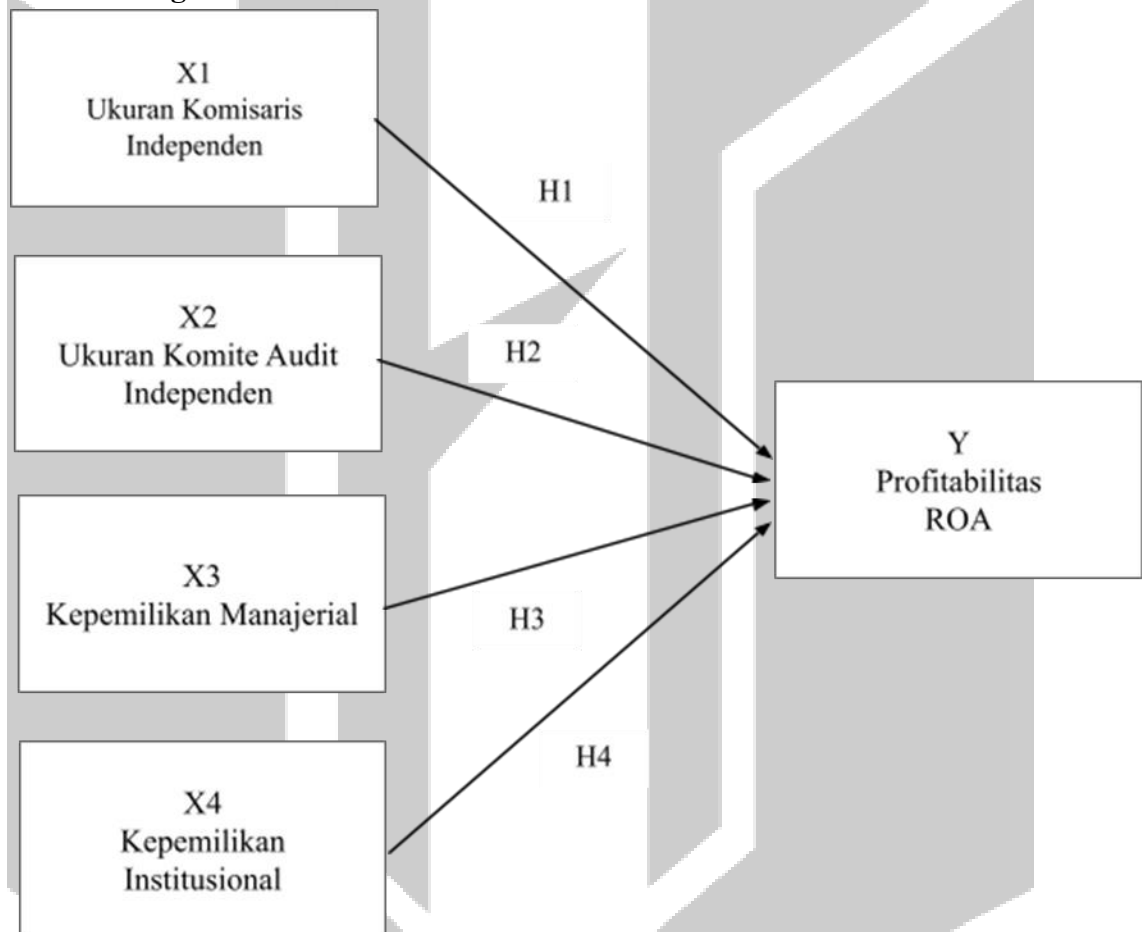 X1
Ukuran Komisaris
Independen
H1
X2
Ukuran Komite Audit
Independen
H2
Y
Profitabilitas
ROA
X3
Kepemilikan Manajerial
H3
X4
Kepemilikan
Institusional
H4